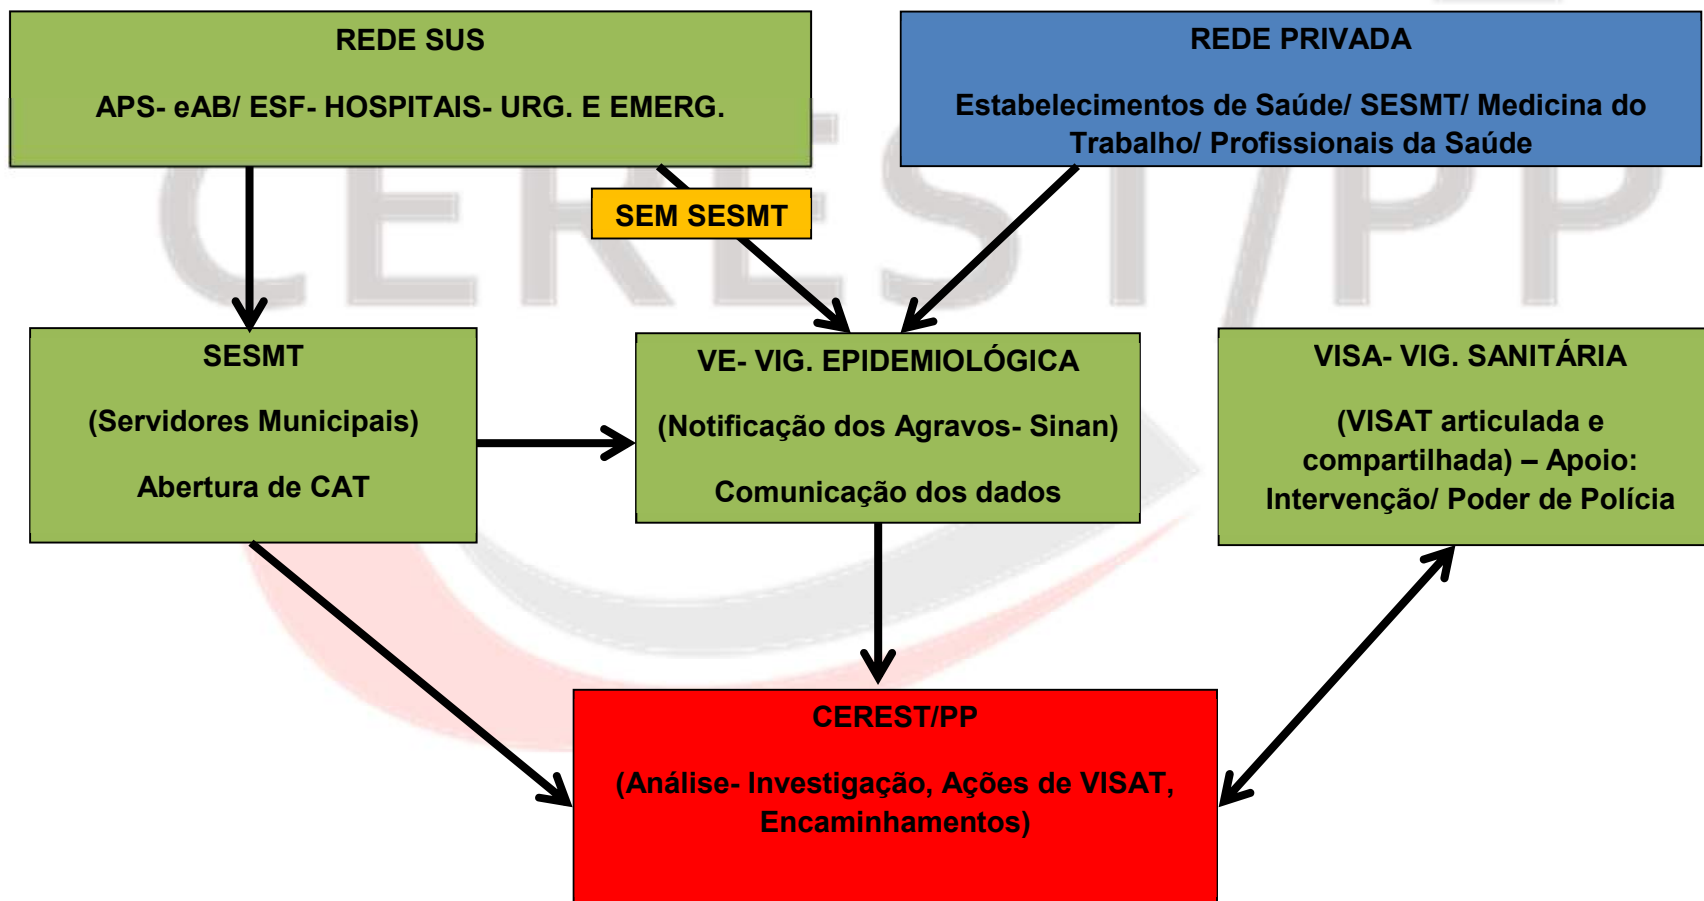 REDE SUS
APS- eAB/ ESF- HOSPITAIS- URG. E EMERG.
REDE PRIVADA
Estabelecimentos de Saúde/ SESMT/ Medicina do
Trabalho/ Profissionais da Saúde
CEREST/PP
SEM SESMT
SESMT
(Servidores Municipais)
Abertura de CAT
VE- VIG. EPIDEMIOLÓGICA
(Notificação dos Agravos- Sinan)
Comunicação dos dados
VISA- VIG. SANITÁRIA
(VISAT articulada e
compartilhada) – Apoio:
Intervenção/ Poder de Polícia
CEREST/PP
(Análise- Investigação, Ações de VISAT,
Encaminhamentos)